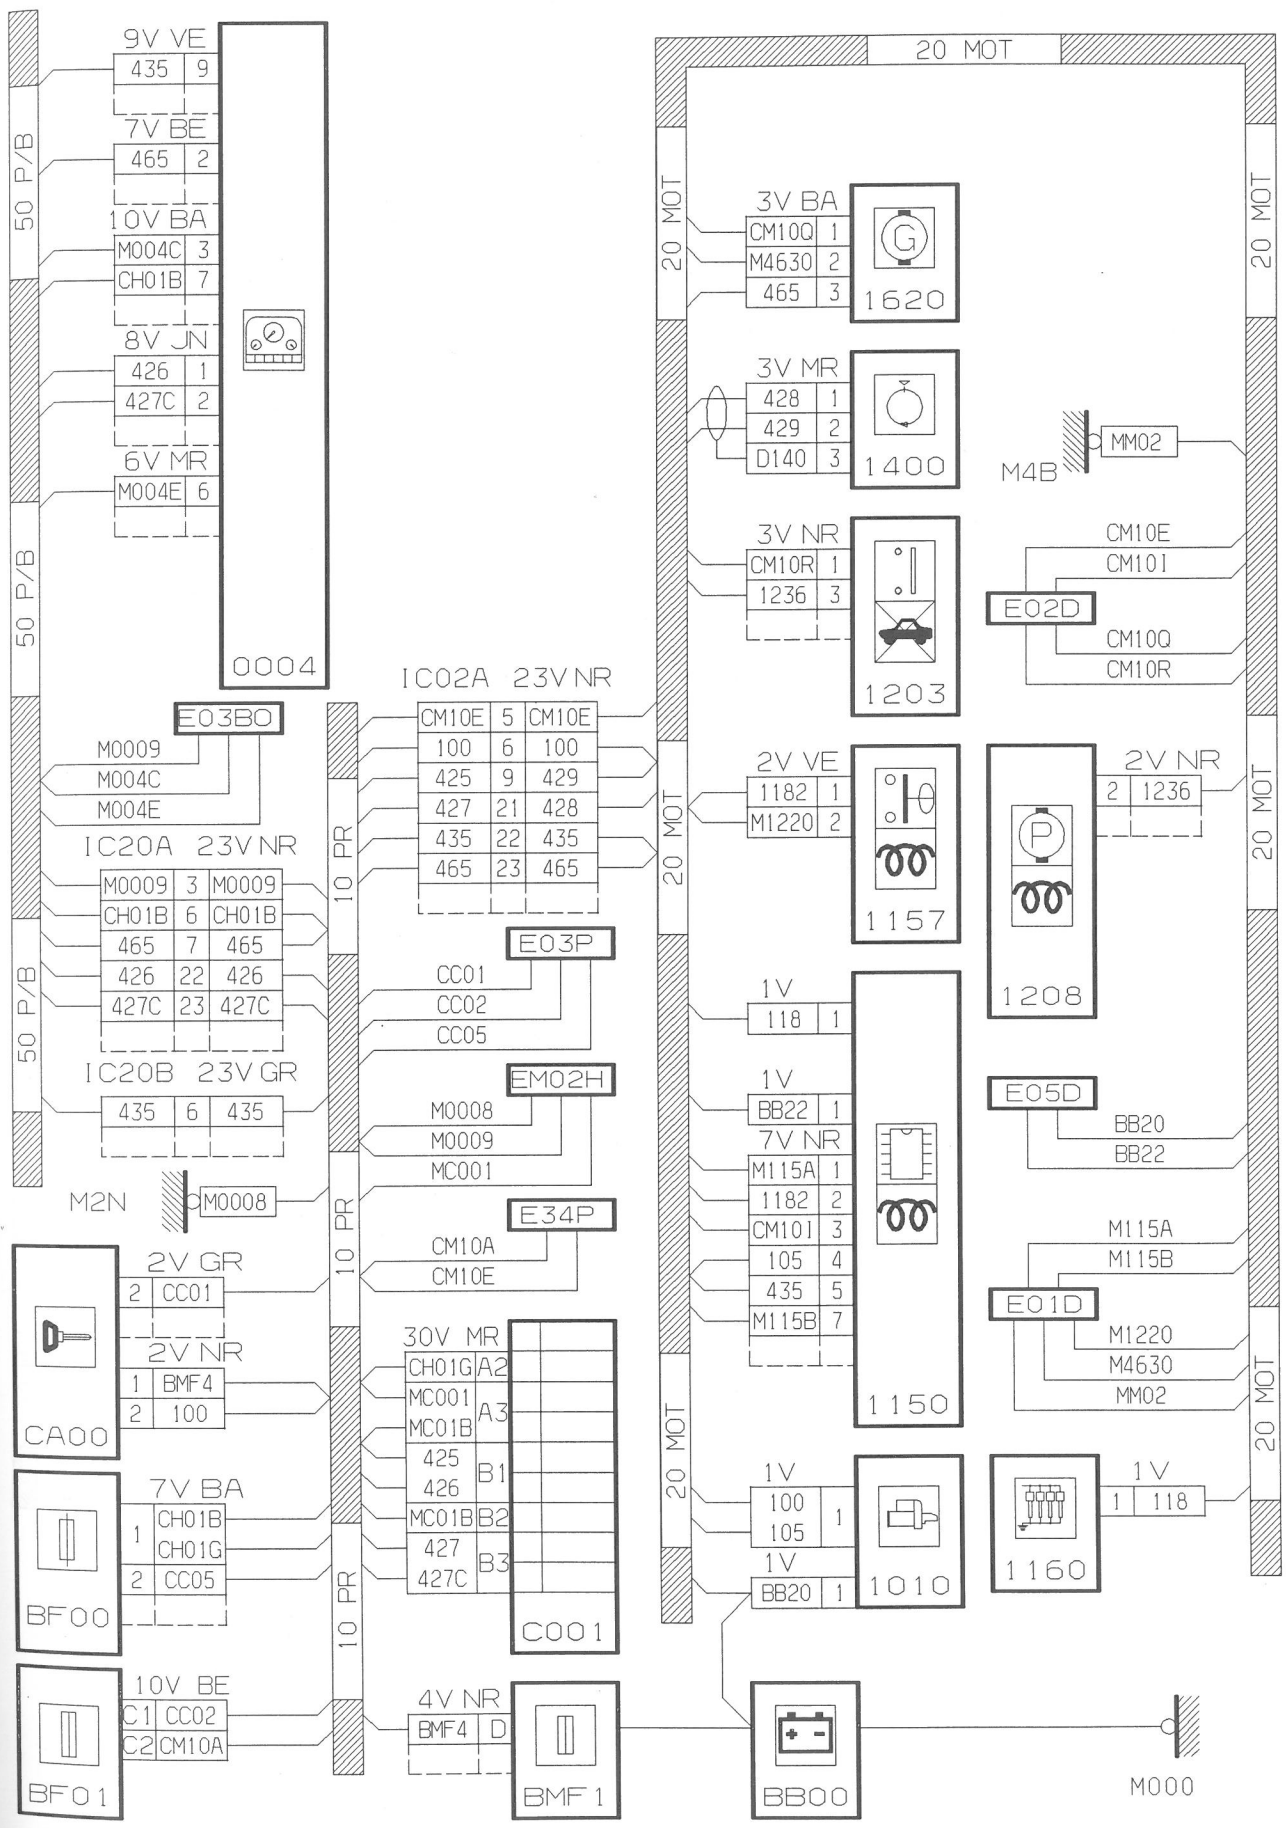 9V VE
435 9
7V BE
465 2
10V BA
M004C 3
CH01B 7
8V JN
426 1
427C 2
6V MR
M004E 6
0004
50 P/B
50 P/B
50 P/B
E03B0
M0009
M004C
M004E
IC20A 23V NR
M0009 3 M0009
CH01B 6 CH01B
465 7 465
426 22 426
427C 23 427C
IC20B 23V GR
435 6 435
M2N
M0008
2V GR
2 CC01
2V NR
1 BMF4
2 100
CA00
7V BA
1 CH01B
CH01G
2 CC05
BF00
10V BE
C1 CC02
C2 CM10A
BF01
10 PR
10 PR
10 PR
IC02A 23V NR
CM10E 5 CM10E
100 6 100
425 9 429
427 21 428
435 22 435
465 23 465
E03P
CC01
CC02
CC05
EM02H
M0008
M0009
MC001
E34P
CM10A
CM10E
30V MR
CH01G A2
MC001 A3
MC01B
425 B1
426
MC01B B2
427 B3
427C
C001
4V NR
BMF4 D
BMF1
20 MOT
20 MOT
20 MOT
20 MOT
20 MOT
20 MOT
20 MOT
20 MOT
20 MOT
3V BA
CM10Q 1
M4630 2
465 3
G
1620
3V MR
428 1
429 2
D140 3
1400
3V NR
CM10R 1
1236 3
1203
2V VE
1182 1
M1220 2
1157
1V
118 1
1V
BB22 1
7V NR
M115A 1
1182 2
CM10I 3
105 4
435 5
M115B 7
1150
1V
100 1
105
1V
BB20 1
1010
+ -
BB00
M4B
MM02
CM10E
CM10I
E02D
CM10Q
CM10R
2V NR
2 1236
P
1208
E05D
BB20
BB22
M115A
M115B
E01D
M1220
M4630
MM02
1V
1 118
1160
M000